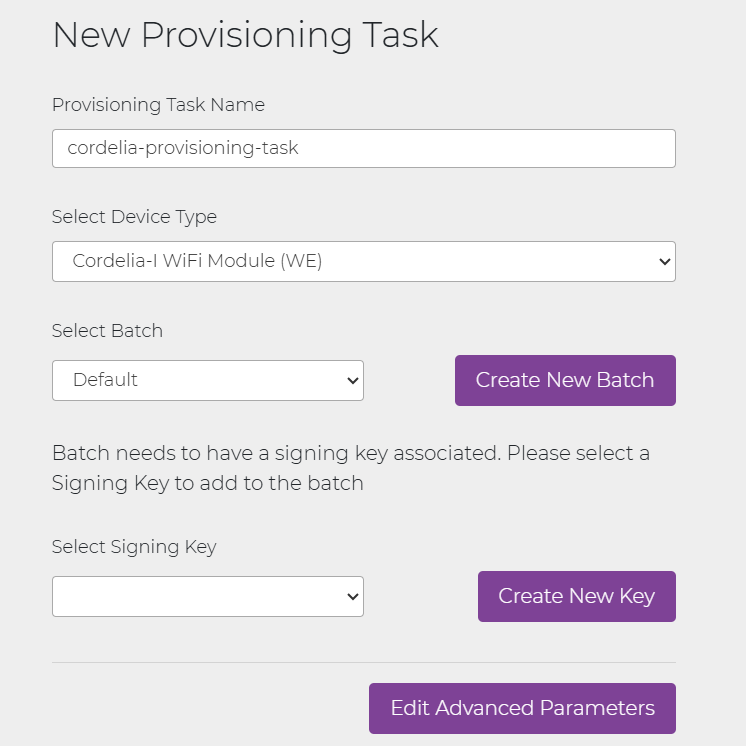 New Provisioning Task
Provisioning Task Name
cordelia-provisioning-task
Select Device Type
Cordelia-I WiFi Module (WE)
Select Batch
Default
Create New Batch
Batch needs to have a signing key associated. Please select a
Signing Key to add to the batch
Select Signing Key
Create New Key
Edit Advanced Parameters